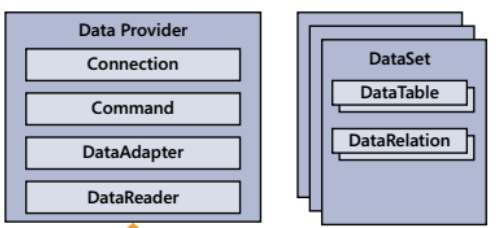 Data Provider
Connection
Command
DataAdapter
DataReader
DataSet
DataTable
DataRelation